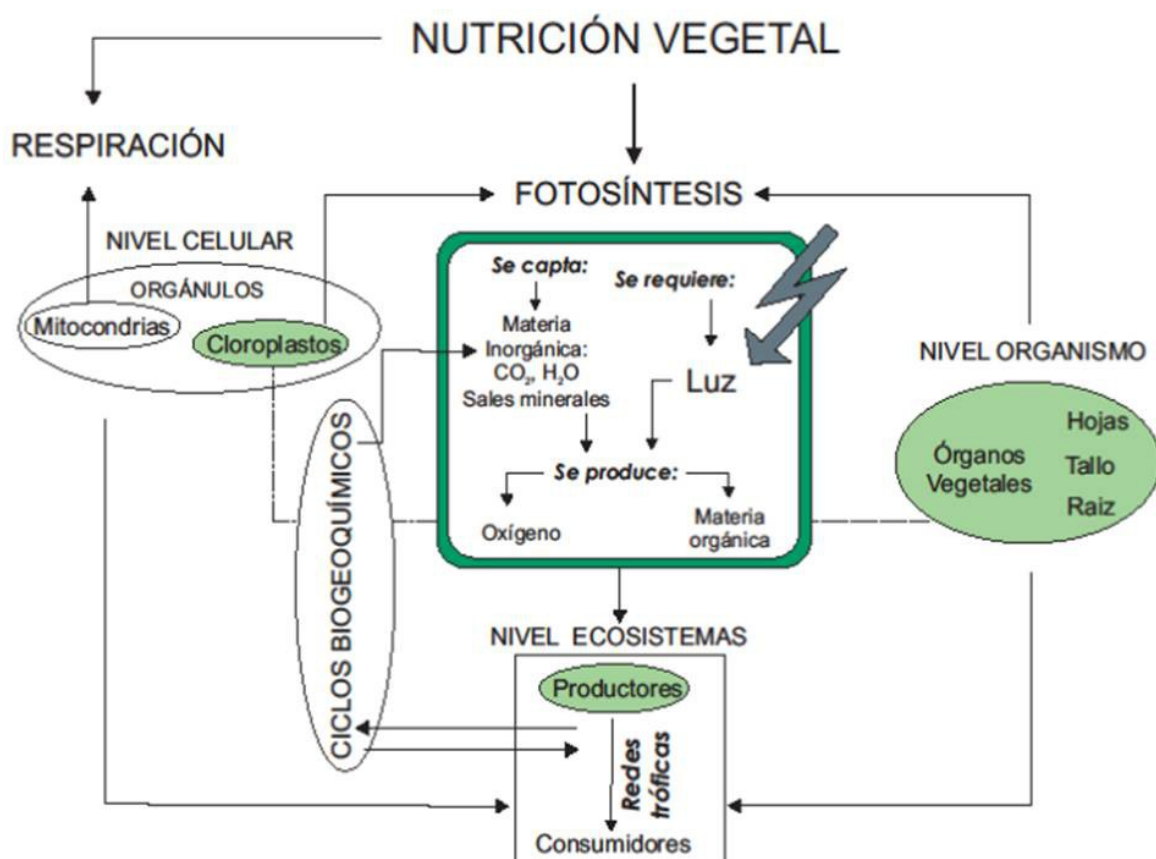 NUTRICIÓN VEGETAL
RESPIRACIÓN
FOTOSÍNTESIS
NIVEL CELULAR
ORGÁNULOS
Mitocondrias
Cloroplastos
Se capta:
Materia
Inorgánica:
CO₂, H₂O
Sales minerales
Se requiere:
Luz
Se produce:
Oxígeno
Materia
orgánica
NIVEL ORGANISMO
Órganos
Vegetales
Hojas
Tallo
Raiz
CICLOS BIOGEOQUÍMICOS
NIVEL ECOSISTEMAS
Productores
Redes
tróficas
Consumidores